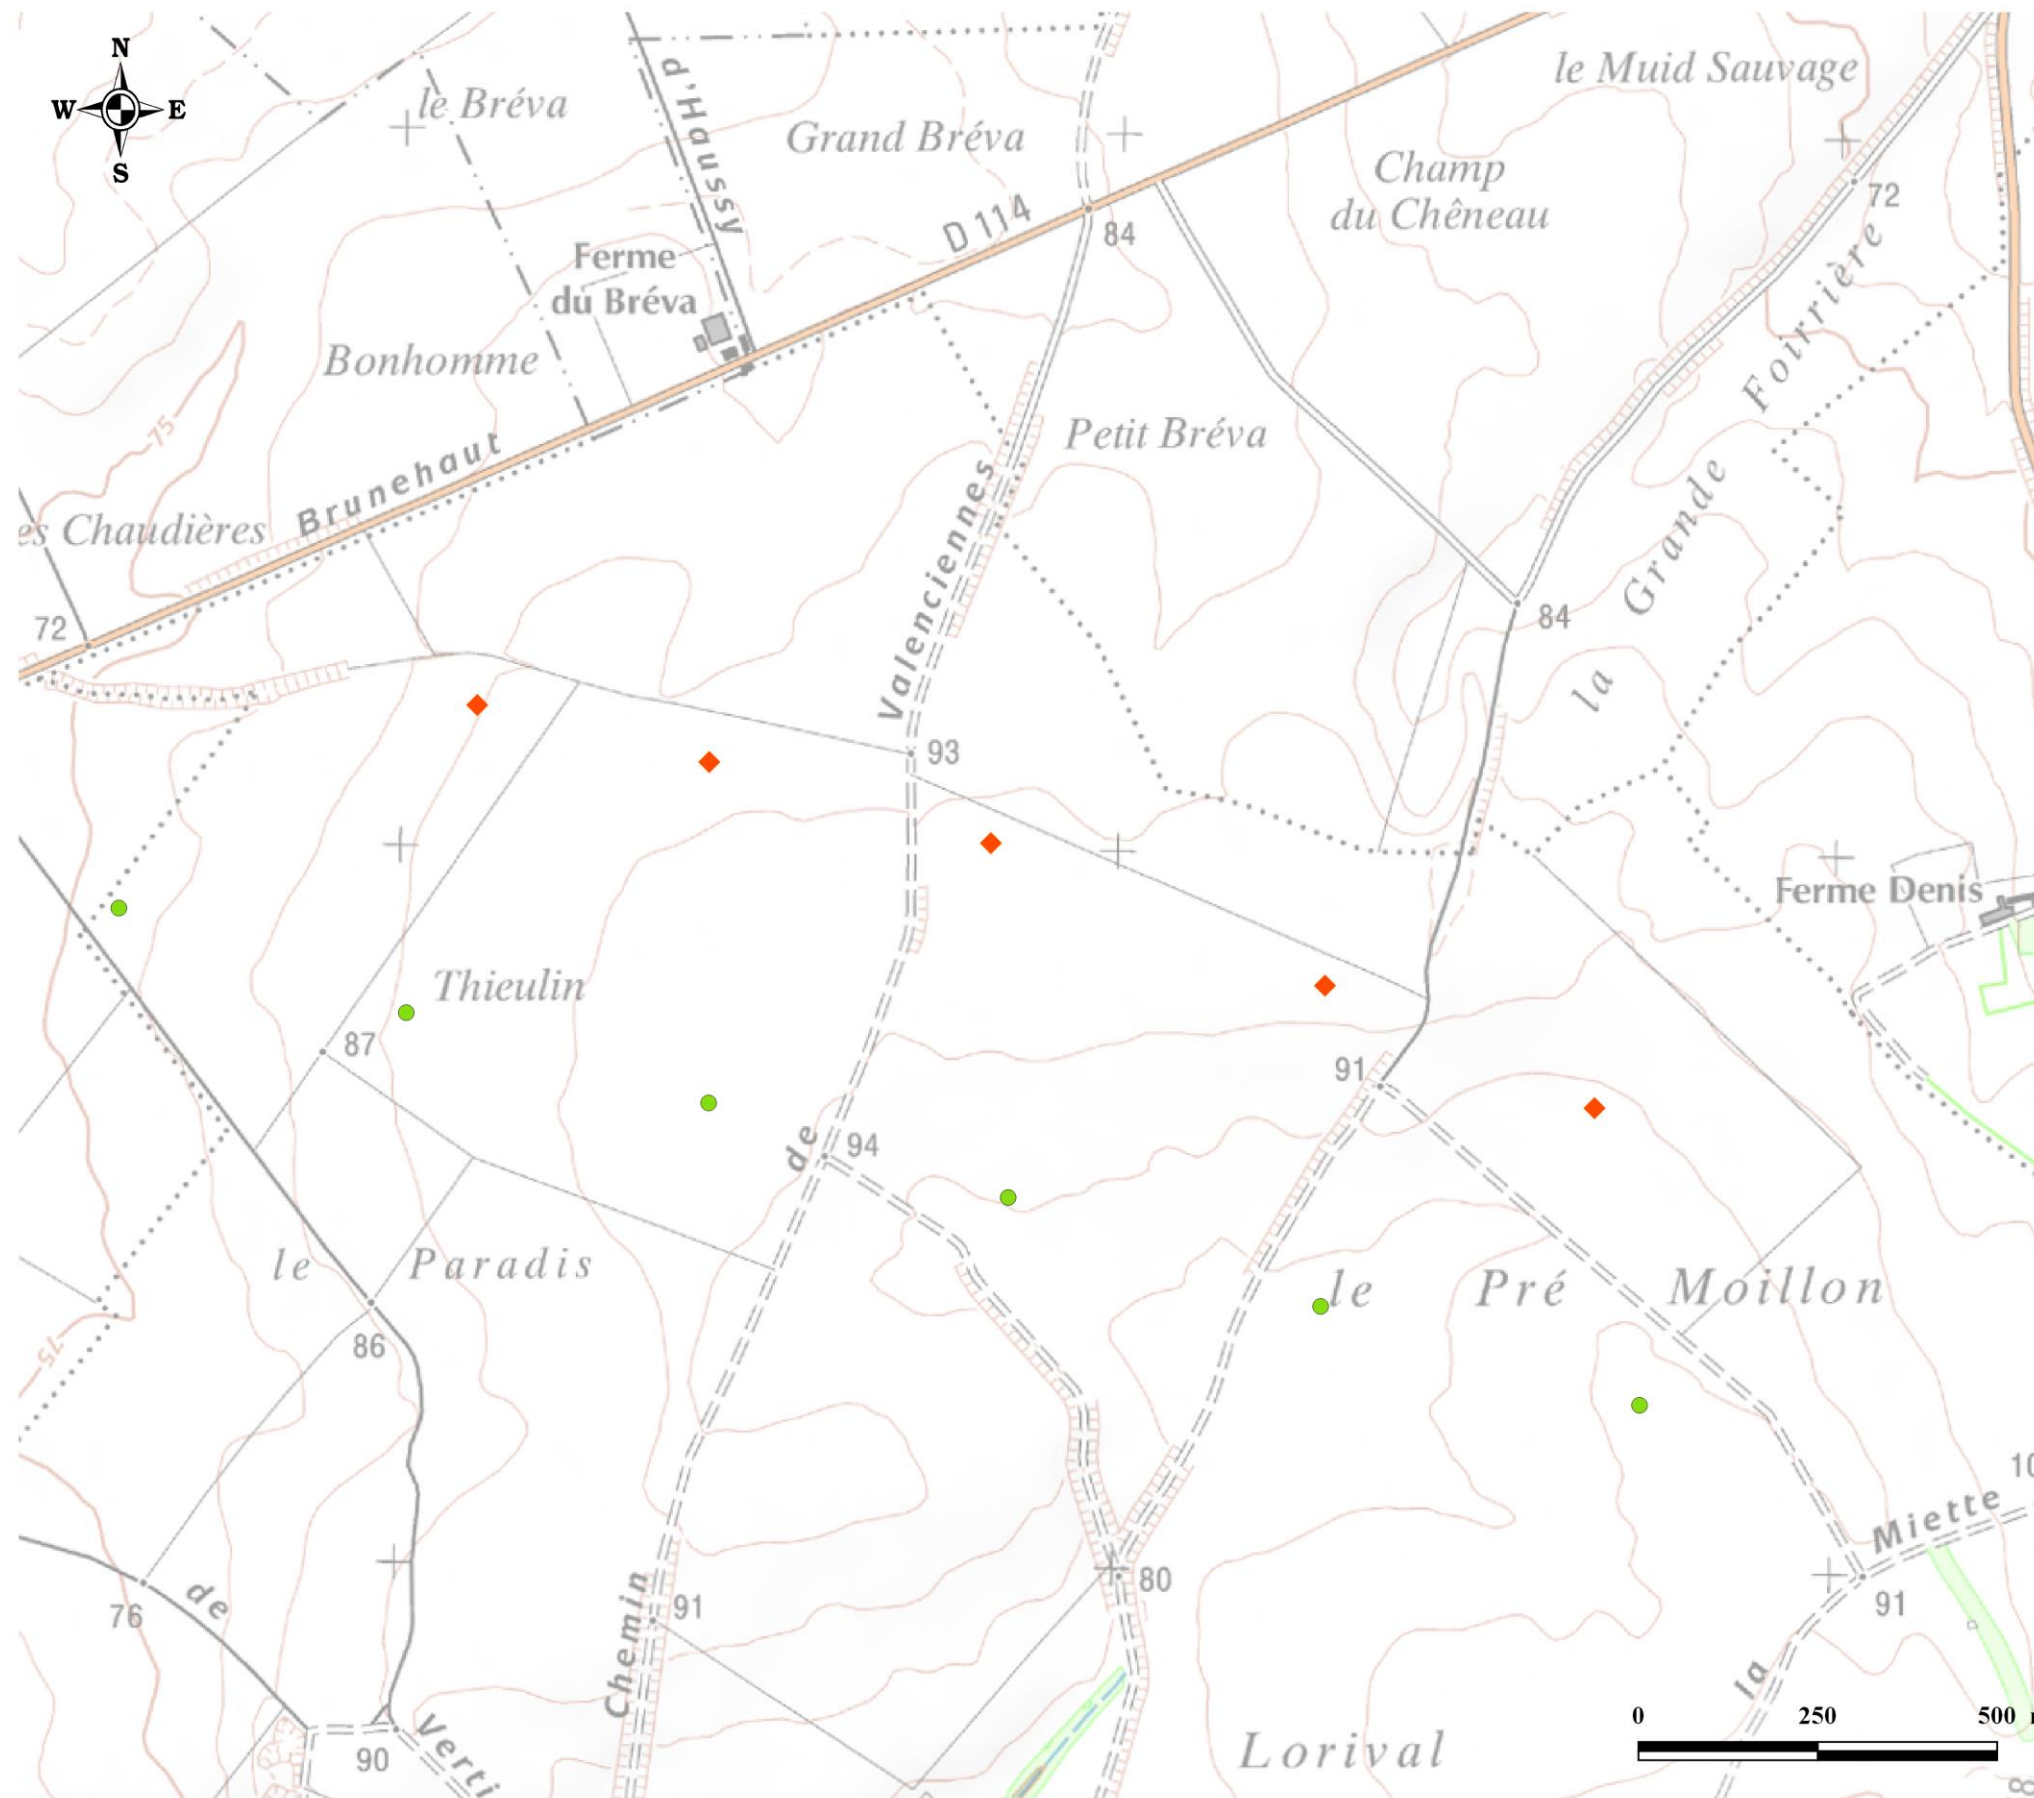 N
W E
S
le Bréva
d'Haussy
Grand Bréva
le Muid Sauvage
Champ
du Chêneau
72
D 114
84
Ferme
du Bréva
Bonhomme
75
Brunehaut
Petit Bréva
es Chaudières
72
Valenciennes
la Grande Foirrière
84
93
Ferme Denis
Thieulin
87
91
de
94
le Paradis
le Pré Moillon
86
75
10
Miette
80
91
91
76
de
Chemin
la
0 250 500
Verti
90
Lorival